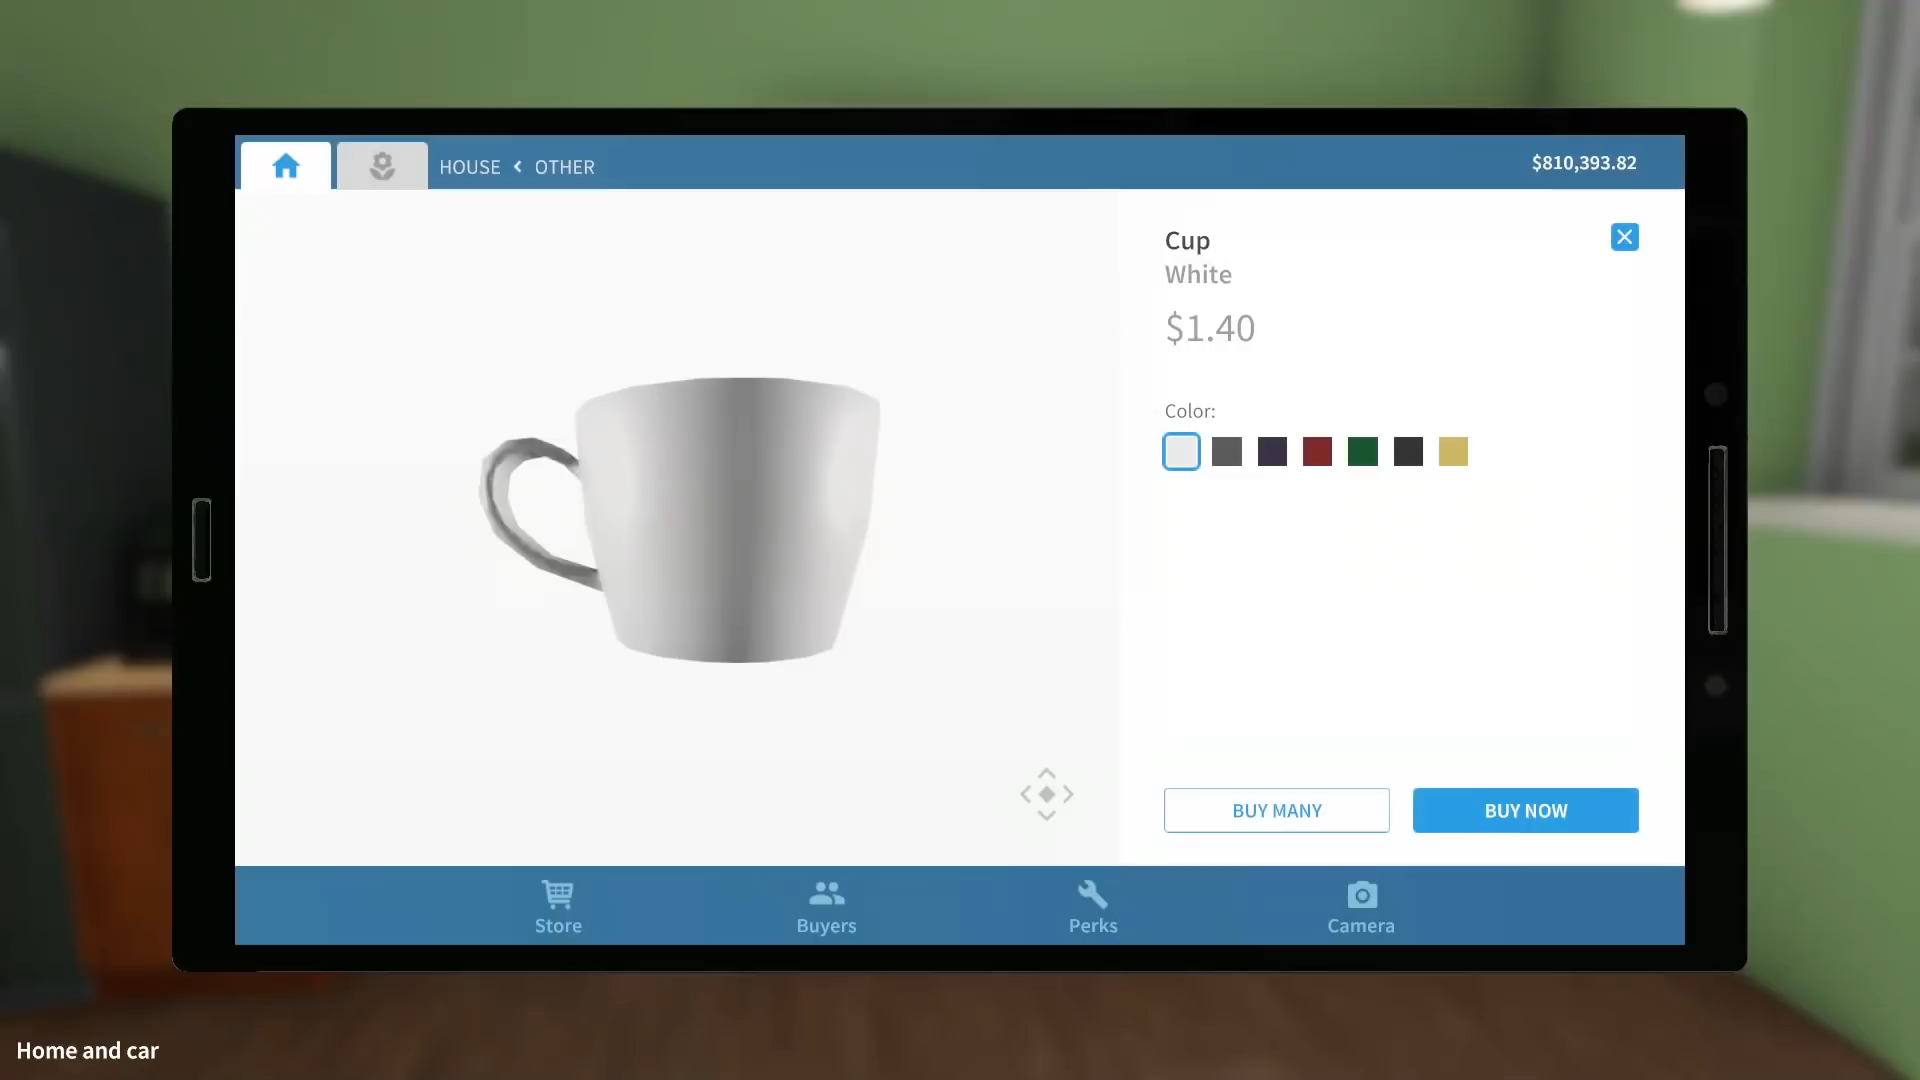 HOUSE < OTHER
$810,393.82
Cup
White
$1.40
Color:
BUY MANY
BUY NOW
Store
Buyers
Perks
Camera
Home and car